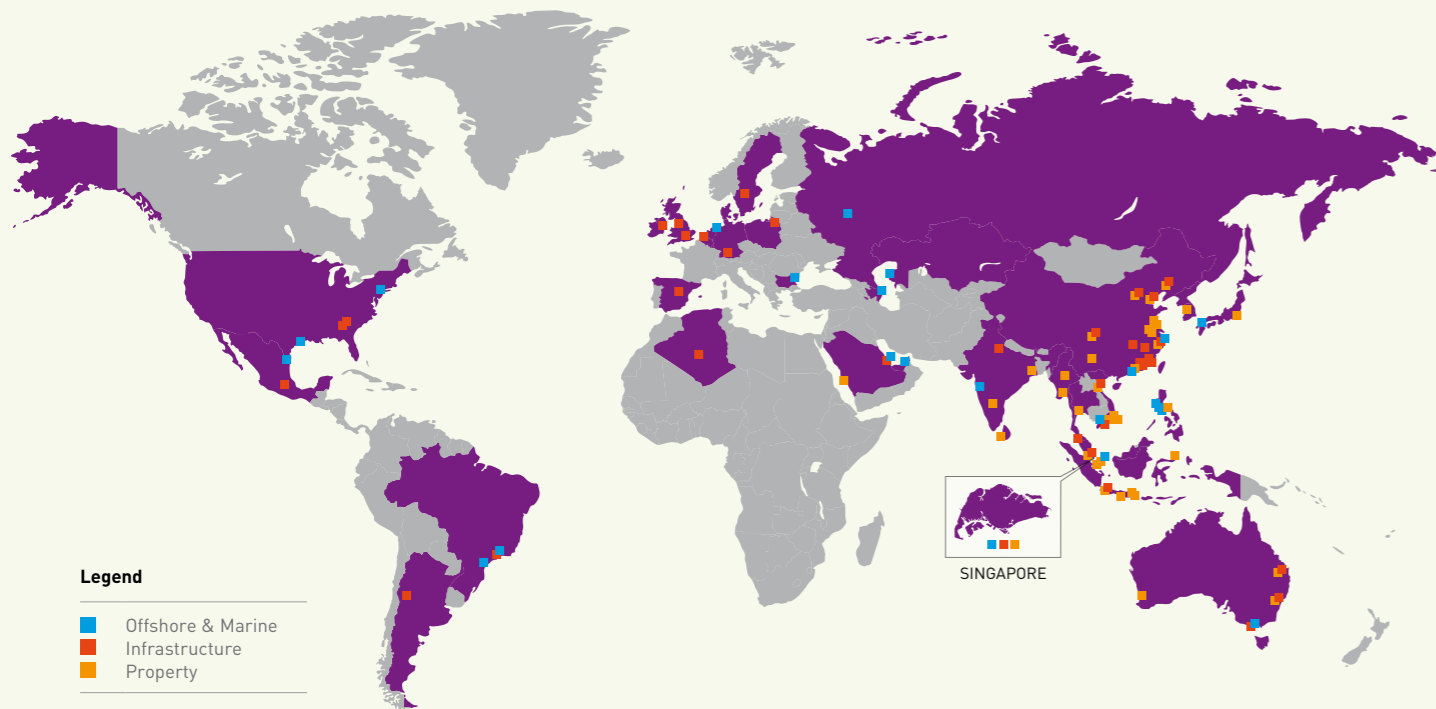 SINGAPORE
Legend
Offshore & Marine
Infrastructure
Property